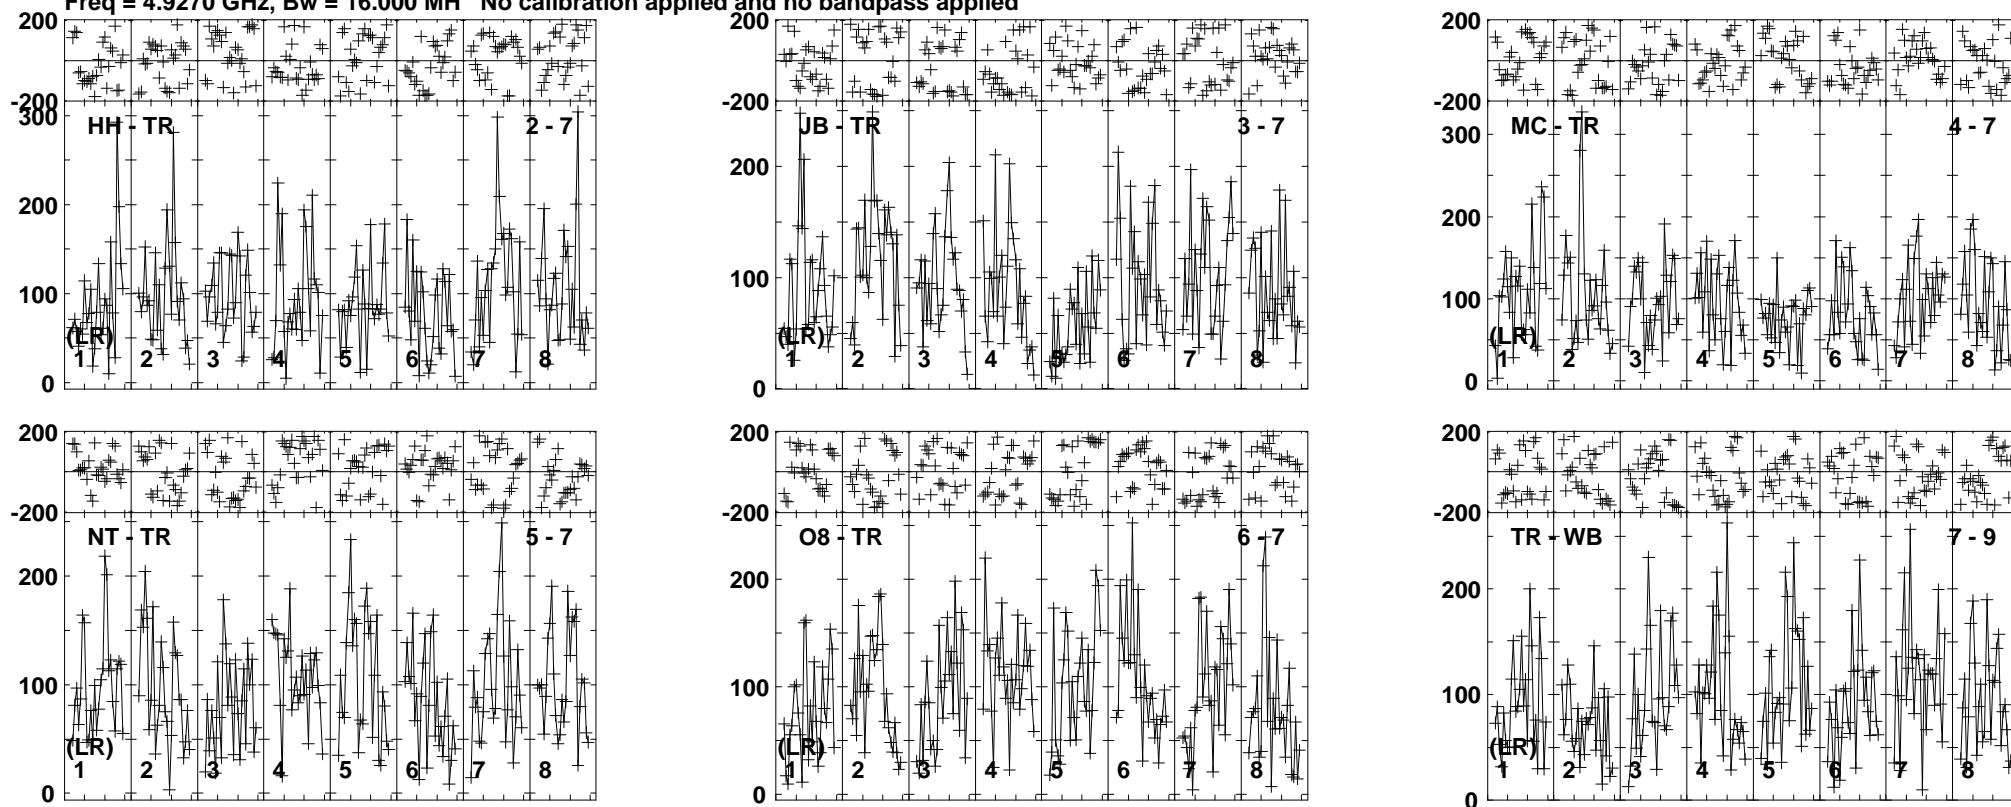 Freq = 4.9270 GHz, Bw = 16.000 MH No calibration applied and no bandpass applied
200
-200
300
200
100
0
HH - TR
2 - 7
(LR)
1 2 3 4 5 6 7 8
200
-200
200
100
0
JB - TR
3 - 7
(LR)
1 2 3 4 5 6 7 8
200
-200
300
200
100
0
MC - TR
4 - 7
(LR)
1 2 3 4 5 6 7 8
200
-200
200
100
0
NT - TR
5 - 7
(LR)
1 2 3 4 5 6 7 8
200
-200
200
100
0
O8 - TR
6 - 7
(LR)
1 2 3 4 5 6 7 8
200
-200
200
100
0
TR - WB
7 - 9
(LR)
1 2 3 4 5 6 7 8